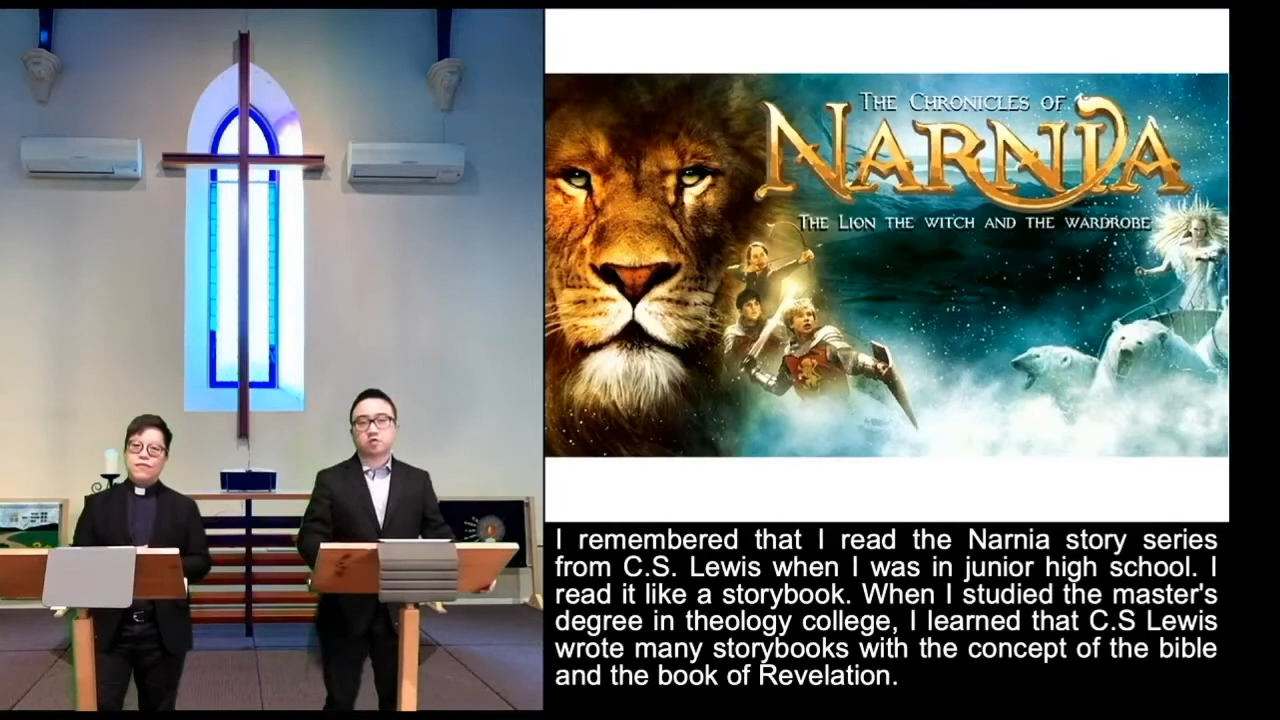 THE CHRONICLES OF
NARNIA
THE LION THE WITCH AND THE WARDROBE
I remembered that I read the Narnia story series
from C.S. Lewis when I was in junior high school. I
read it like a storybook. When I studied the master's
degree in theology college, I learned that C.S Lewis
wrote many storybooks with the concept of the bible
and the book of Revelation.